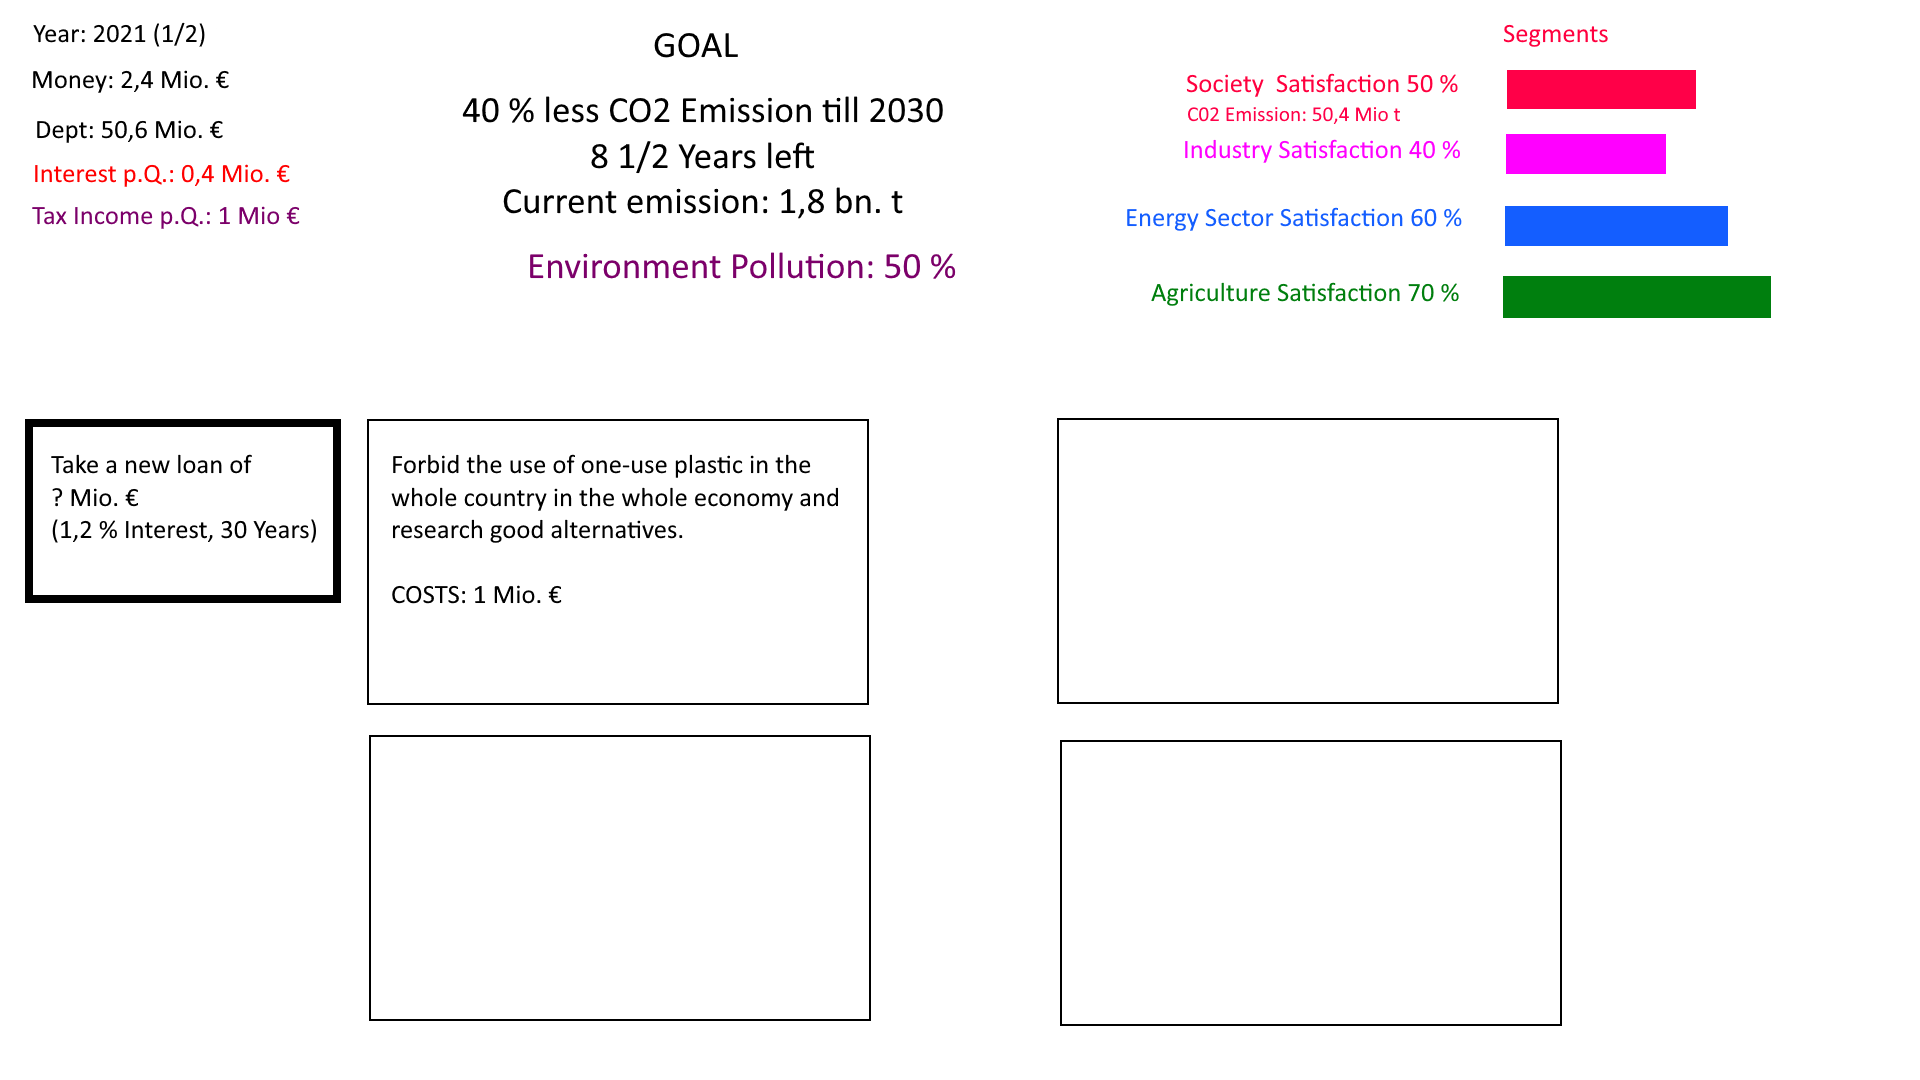 Year: 2021 (1/2)
Money: 2,4 Mio. €
Dept: 50,6 Mio. €
Interest p.Q.: 0,4 Mio. €
Tax Income p.Q.: 1 Mio €
GOAL
40 % less CO2 Emission till 2030
8 1/2 Years left
Current emission: 1,8 bn. t
Environment Pollution: 50 %
Segments
Society  Satisfaction 50 %
C02 Emission: 50,4 Mio t
Industry Satisfaction 40 %
Energy Sector Satisfaction 60 %
Agriculture Satisfaction 70 %
Take a new loan of
? Mio. €
(1,2 % Interest, 30 Years)
Forbid the use of one-use plastic in the
whole country in the whole economy and
research good alternatives.
COSTS: 1 Mio. €